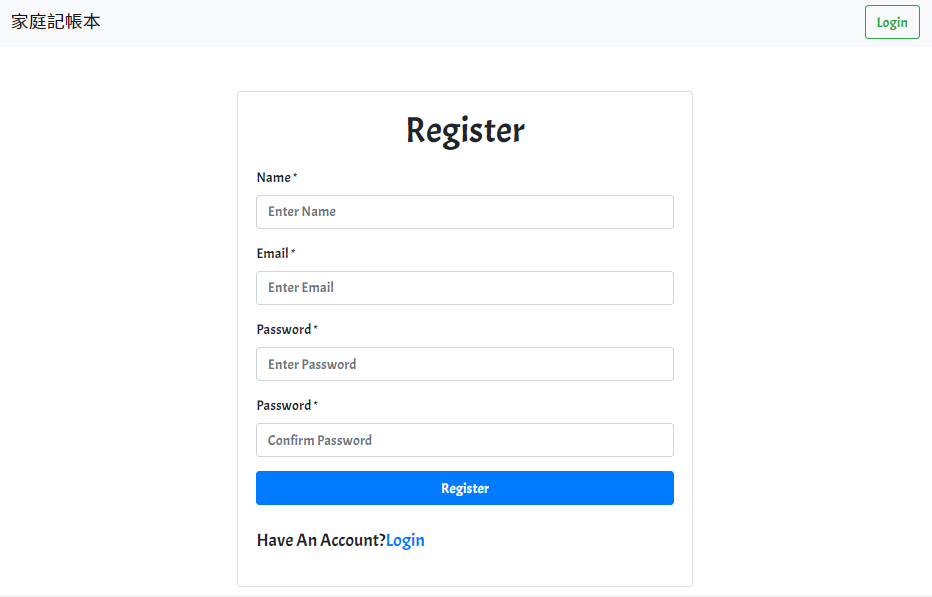 家庭記帳本
Login
Register
Name *
Enter Name
Email *
Enter Email
Password *
Enter Password
Password *
Confirm Password
Register
Have An Account?Login